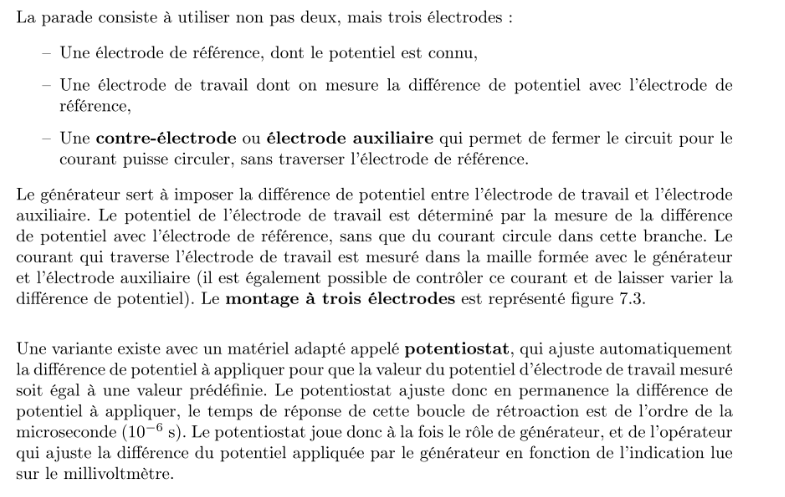 La parade consiste à utiliser non pas deux, mais trois électrodes :
– Une électrode de référence, dont le potentiel est connu,
– Une électrode de travail dont on mesure la différence de potentiel avec l'électrode de
référence,
– Une contre-électrode ou électrode auxiliaire qui permet de fermer le circuit pour le
courant puisse circuler, sans traverser l'électrode de référence.
Le générateur sert à imposer la différence de potentiel entre l'électrode de travail et l'électrode
auxiliaire. Le potentiel de l'électrode de travail est déterminé par la mesure de la différence
de potentiel avec l'électrode de référence, sans que du courant circule dans cette branche. Le
courant qui traverse l'électrode de travail est mesuré dans la maille formée avec le générateur
et l'électrode auxiliaire (il est également possible de contrôler ce courant et de laisser varier la
différence de potentiel). Le montage à trois électrodes est représenté figure 7.3.
Une variante existe avec un matériel adapté appelé potentiostat, qui ajuste automatiquement
la différence de potentiel à appliquer pour que la valeur du potentiel d'électrode de travail mesuré
soit égal à une valeur prédéfinie. Le potentiostat ajuste donc en permanence la différence de
potentiel à appliquer, le temps de réponse de cette boucle de rétroaction est de l'ordre de la
microseconde (10⁻⁶ s). Le potentiostat joue donc à la fois le rôle de générateur, et de l'opérateur
qui ajuste la différence du potentiel appliquée par le générateur en fonction de l'indication lue
sur le millivoltmètre.